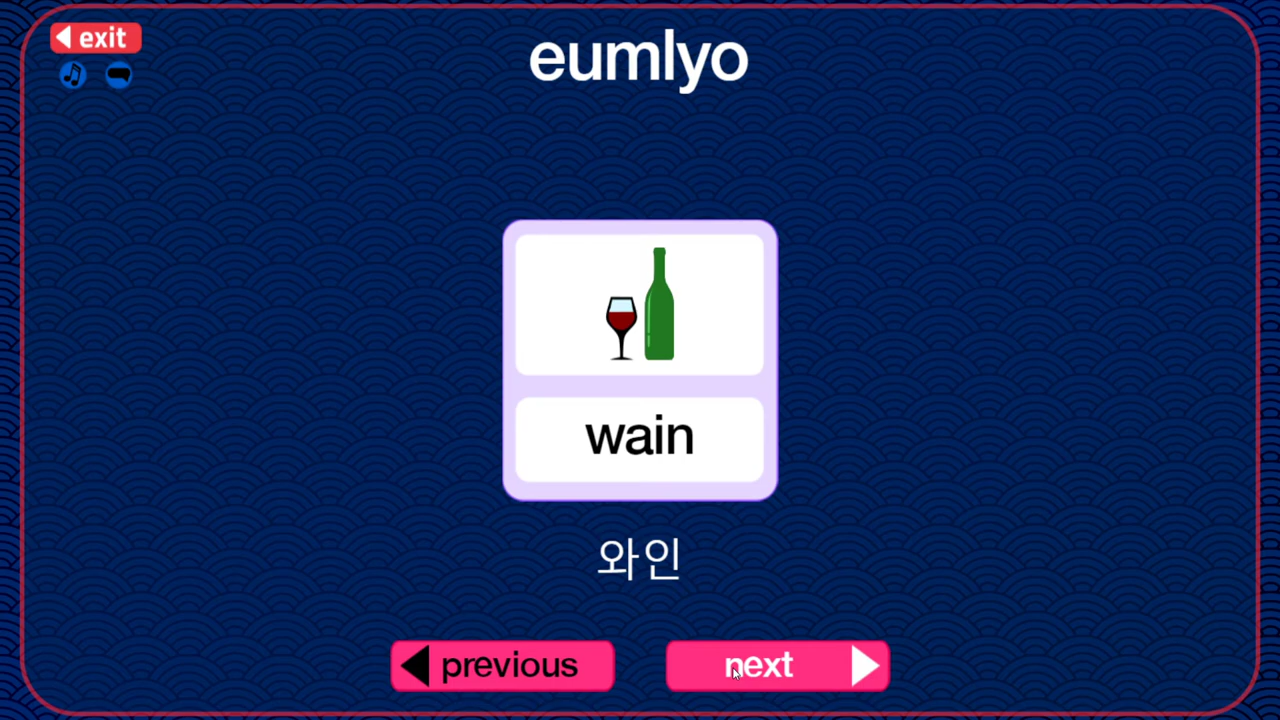 exit
eumlyo
wain
와인
previous
next